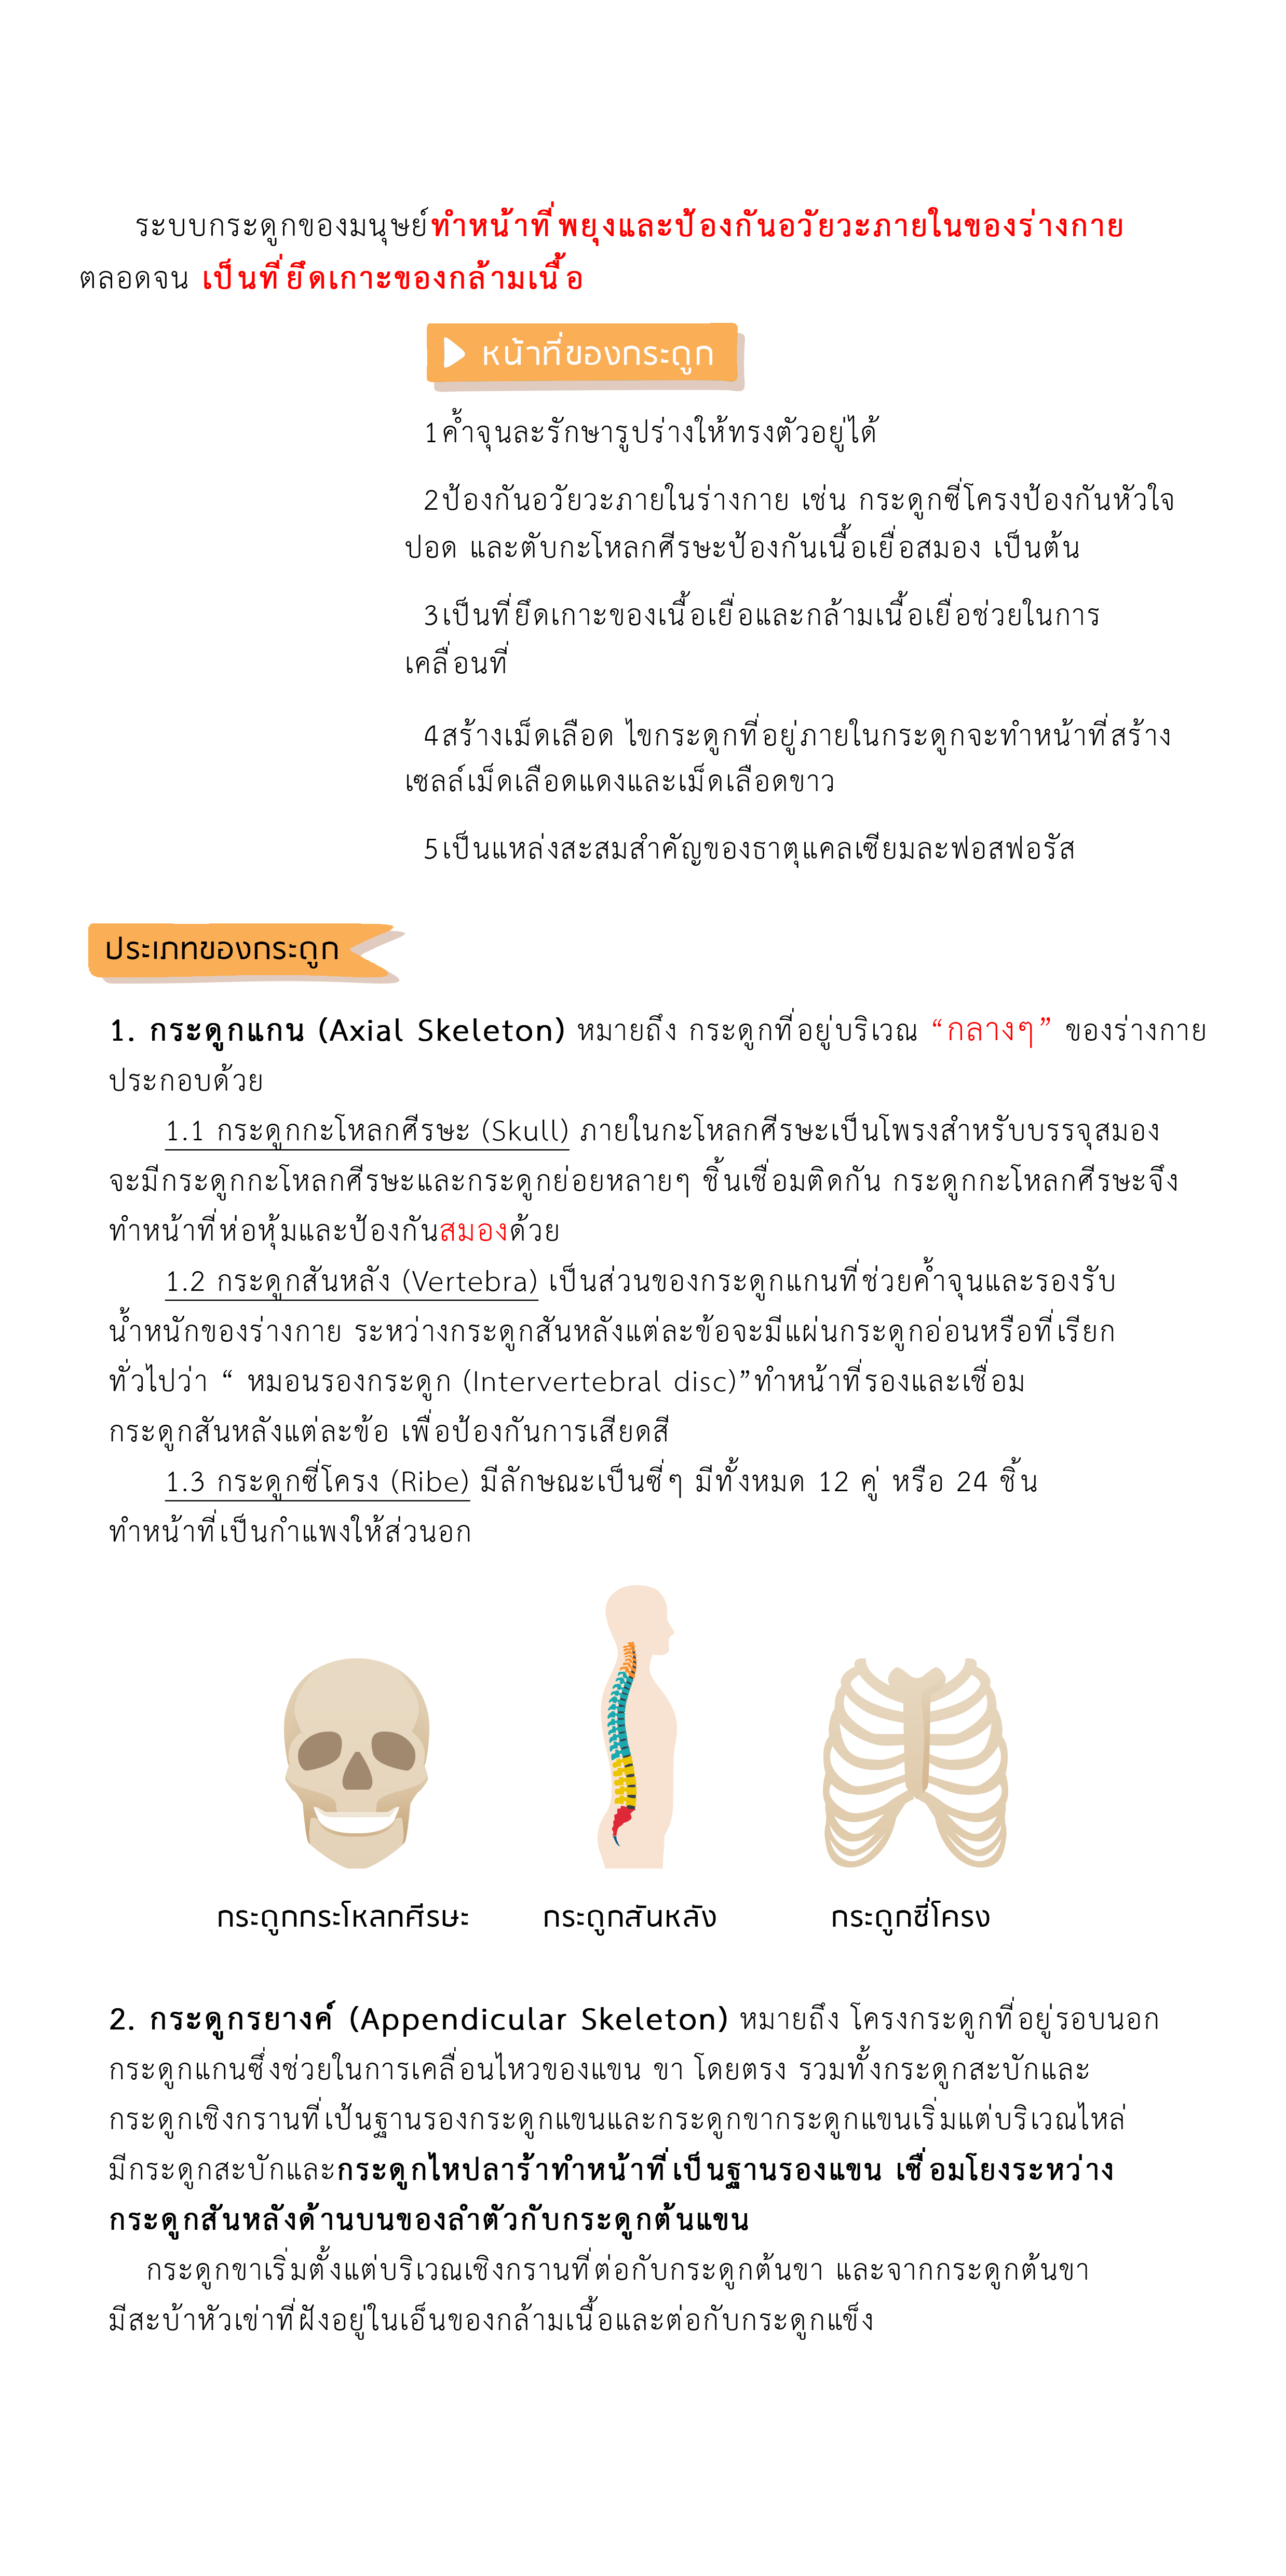 ระบบกระดูกของมนุษย์ทำหน้าที่พยุงและป้องกันอวัยวะภายในของร่างกาย
ตลอดจน เป็นที่ยึดเกาะของกล้ามเนื้อ
หน้าที่ของกระดูก
1ค้ำจุนละรักษารูปร่างให้ทรงตัวอยู่ได้
2ป้องกันอวัยวะภายในร่างกาย เช่น กระดูกซี่โครงป้องกันหัวใจ
ปอด และตับกะโหลกศีรษะป้องกันเนื้อเยื่อสมอง เป็นต้น
3เป็นที่ยึดเกาะของเนื้อเยื่อและกล้ามเนื้อเยื่อช่วยในการ
เคลื่อนที่
4สร้างเม็ดเลือด ไขกระดูกที่อยู่ภายในกระดูกจะทำหน้าที่สร้าง
เซลล์เม็ดเลือดแดงและเม็ดเลือดขาว
5เป็นแหล่งสะสมสำคัญของธาตุแคลเซียมละฟอสฟอรัส
ประเภทของกระดูก
1. กระดูกแกน (Axial Skeleton) หมายถึง กระดูกที่อยู่บริเวณ “กลางๆ” ของร่างกาย
ประกอบด้วย
1.1 กระดูกกะโหลกศีรษะ (Skull) ภายในกะโหลกศีรษะเป็นโพรงสำหรับบรรจุสมอง
จะมีกระดูกกะโหลกศีรษะและกระดูกย่อยหลายๆ ชิ้นเชื่อมติดกัน กระดูกกะโหลกศีรษะจึง
ทำหน้าที่ห่อหุ้มและป้องกันสมองด้วย
1.2 กระดูกสันหลัง (Vertebra) เป็นส่วนของกระดูกแกนที่ช่วยค้ำจุนและรองรับ
น้ำหนักของร่างกาย ระหว่างกระดูกสันหลังแต่ละข้อจะมีแผ่นกระดูกอ่อนหรือที่เรียก
ทั่วไปว่า “ หมอนรองกระดูก (Intervertebral disc)”ทำหน้าที่รองและเชื่อม
กระดูกสันหลังแต่ละข้อ เพื่อป้องกันการเสียดสี
1.3 กระดูกซี่โครง (Ribe) มีลักษณะเป็นซี่ๆ มีทั้งหมด 12 คู่ หรือ 24 ชิ้น
ทำหน้าที่เป็นกำแพงให้ส่วนอก
กระดูกกระโหลกศีรษะ กระดูกสันหลัง กระดูกซี่โครง
2. กระดูกรยางค์ (Appendicular Skeleton) หมายถึง โครงกระดูกที่อยู่รอบนอก
กระดูกแกนซึ่งช่วยในการเคลื่อนไหวของแขน ขา โดยตรง รวมทั้งกระดูกสะบักและ
กระดูกเชิงกรานที่เป้นฐานรองกระดูกแขนและกระดูกขากระดูกแขนเริ่มแต่บริเวณไหล่
มีกระดูกสะบักและกระดูกไหปลาร้าทำหน้าที่เป็นฐานรองแขน เชื่อมโยงระหว่าง
กระดูกสันหลังด้านบนของลำตัวกับกระดูกต้นแขน
กระดูกขาเริ่มตั้งแต่บริเวณเชิงกรานที่ต่อกับกระดูกต้นขา และจากกระดูกต้นขา
มีสะบ้าหัวเข่าที่ฝังอยู่ในเอ็นของกล้ามเนื้อและต่อกับกระดูกแข็ง